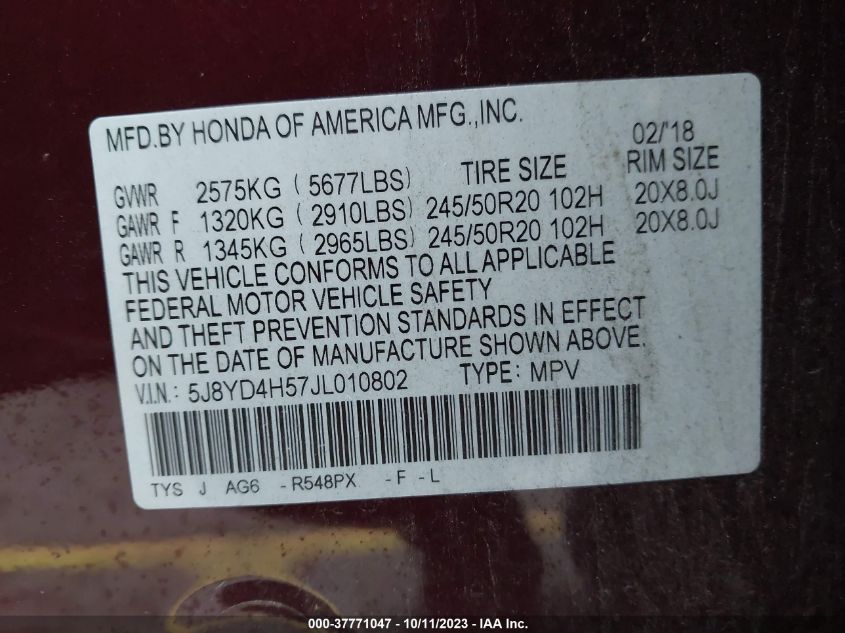 MFD.BY HONDA OF AMERICA MFG.,INC.
02/'18
GVWR 2575KG ( 5677LBS) TIRE SIZE RIM SIZE
GAWR F 1320KG ( 2910LBS) 245/50R20 102H 20X8.0J
GAWR R 1345KG ( 2965LBS) 245/50R20 102H 20X8.0J
THIS VEHICLE CONFORMS TO ALL APPLICABLE
FEDERAL MOTOR VEHICLE SAFETY
AND THEFT PREVENTION STANDARDS IN EFFECT
ON THE DATE OF MANUFACTURE SHOWN ABOVE.
V.I.N.: 5J8YD4H57JL010802 TYPE: MPV
TYS J AG6 - R548PX - F - L
000-37771047 - 10/11/2023 - IAA Inc.